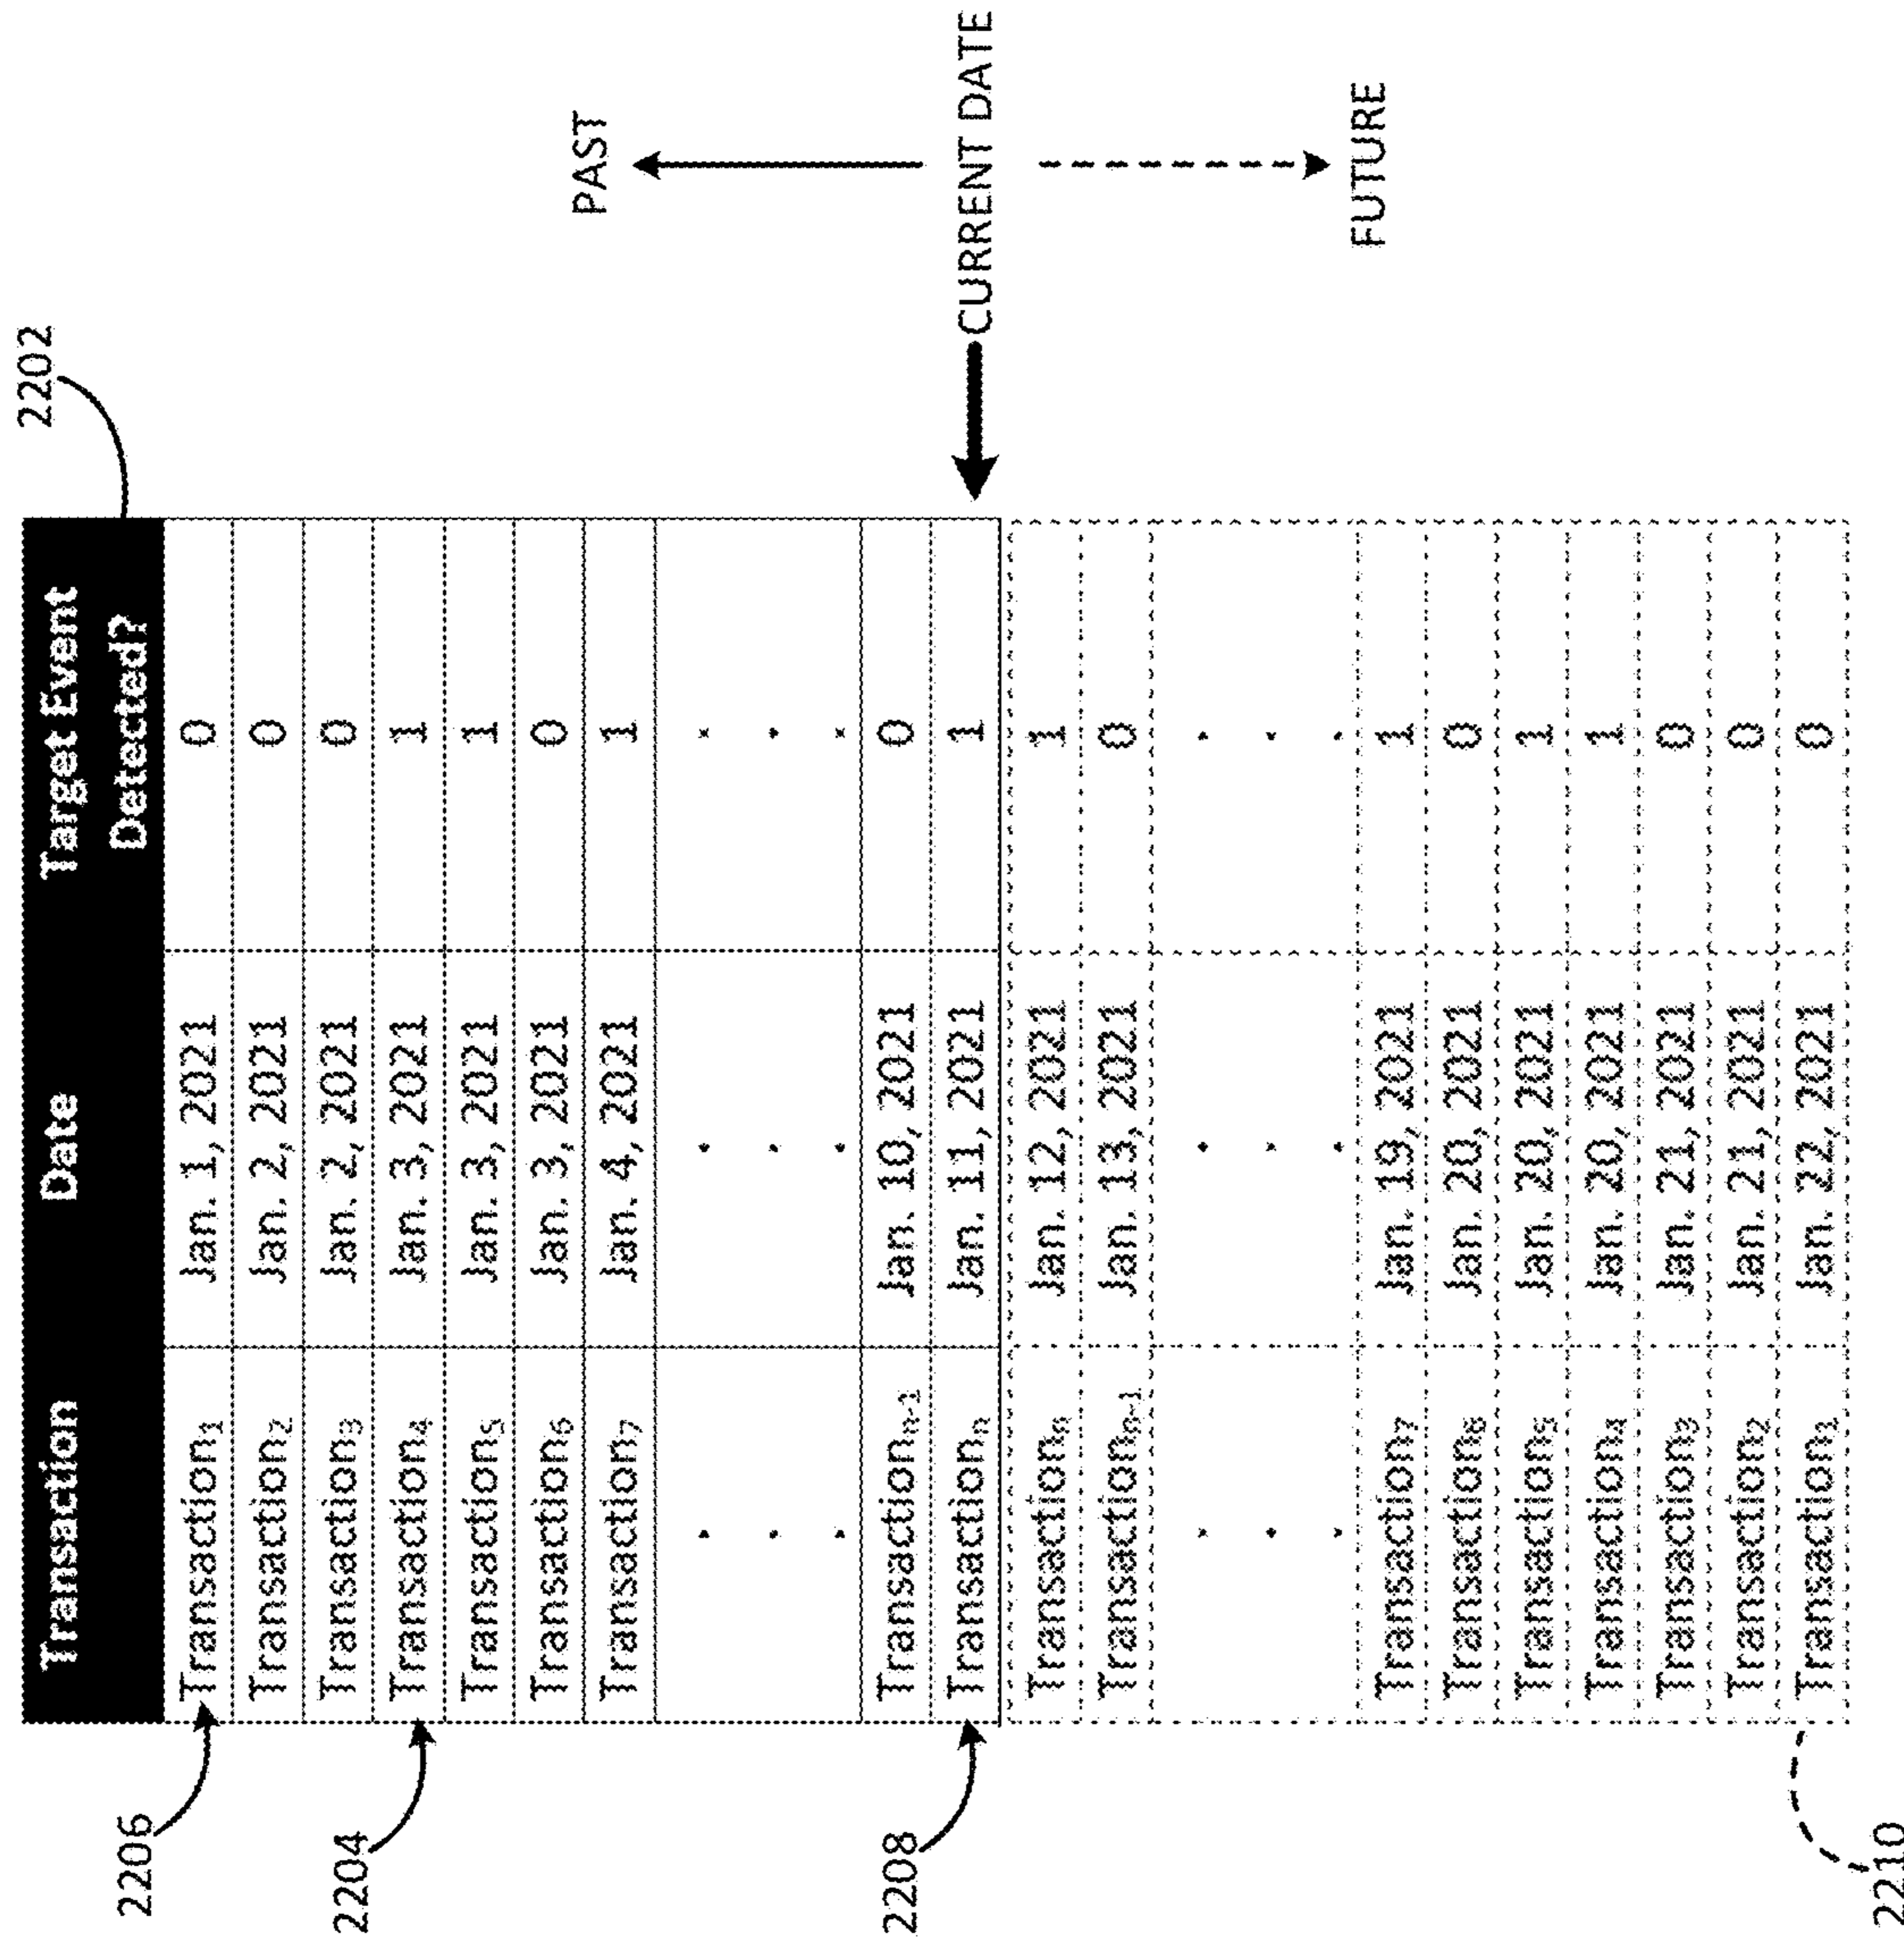 2202
Transaction Date Target Event
Detected?
2206
Transaction₁ Jan. 1, 2021 0
Transaction₂ Jan. 2, 2021 0
Transaction₃ Jan. 2, 2021 0
2204
Transaction₄ Jan. 3, 2021 1
Transaction₅ Jan. 3, 2021 1
Transaction₆ Jan. 3, 2021 0
PAST
Transaction₇ Jan. 4, 2021 1
. . .
. . .
. . .
Transactionₙ₋₁ Jan. 10, 2021 0
2208
Transactionₙ Jan. 11, 2021 1
CURRENT DATE
Transactionₙ Jan. 12, 2021 1
Transactionₙ₋₁ Jan. 13, 2021 0
. . .
. . .
. . .
FUTURE
Transaction₇ Jan. 19, 2021 1
Transaction₆ Jan. 20, 2021 0
Transaction₅ Jan. 20, 2021 1
Transaction₄ Jan. 20, 2021 1
Transaction₃ Jan. 21, 2021 0
Transaction₂ Jan. 21, 2021 0
Transaction₁ Jan. 22, 2021 0
2210